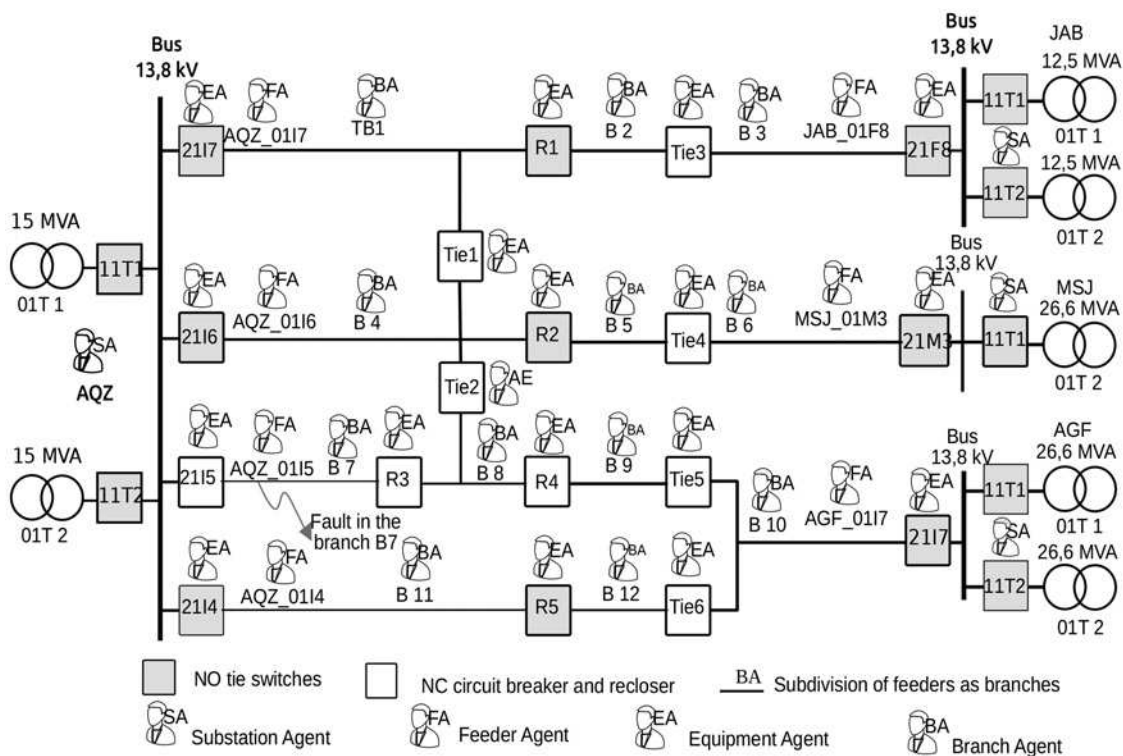 Bus
13,8 kV
EA
FA
BA
AQZ_01I7
TB1
21I7
EA
BA
B 2
R1
Tie3
BA
B 3
FA
JAB_01F8
EA
21F8
Bus
13,8 kV
JAB
12,5 MVA
11T1
01T 1
SA
12,5 MVA
11T2
01T 2
15 MVA
11T1
01T 1
Tie1
EA
EA
FA
BA
AQZ_01I6
B 4
21I6
EA
BA
B 5
R2
Tie4
BA
B 6
FA
MSJ_01M3
EA
21M3
Bus
13,8 kV
SA
MSJ
26,6 MVA
11T1
01T 2
SA
AQZ
Tie2
AE
15 MVA
11T2
01T 2
EA
FA
BA
EA
AQZ_01I5
B 7
21I5
R3
BA
B 8
EA
R4
BA
B 9
EA
Tie5
Fault in the
branch B7
BA
B 10
FA
AGF_01I7
EA
21I7
Bus
13,8 kV
AGF
26,6 MVA
11T1
01T 1
SA
26,6 MVA
11T2
01T 2
EA
FA
AQZ_01I4
BA
B 11
21I4
EA
R5
BA
B 12
EA
Tie6
NO tie switches
NC circuit breaker and recloser
BA
Subdivision of feeders as branches
SA
Substation Agent
FA
Feeder Agent
EA
Equipment Agent
BA
Branch Agent